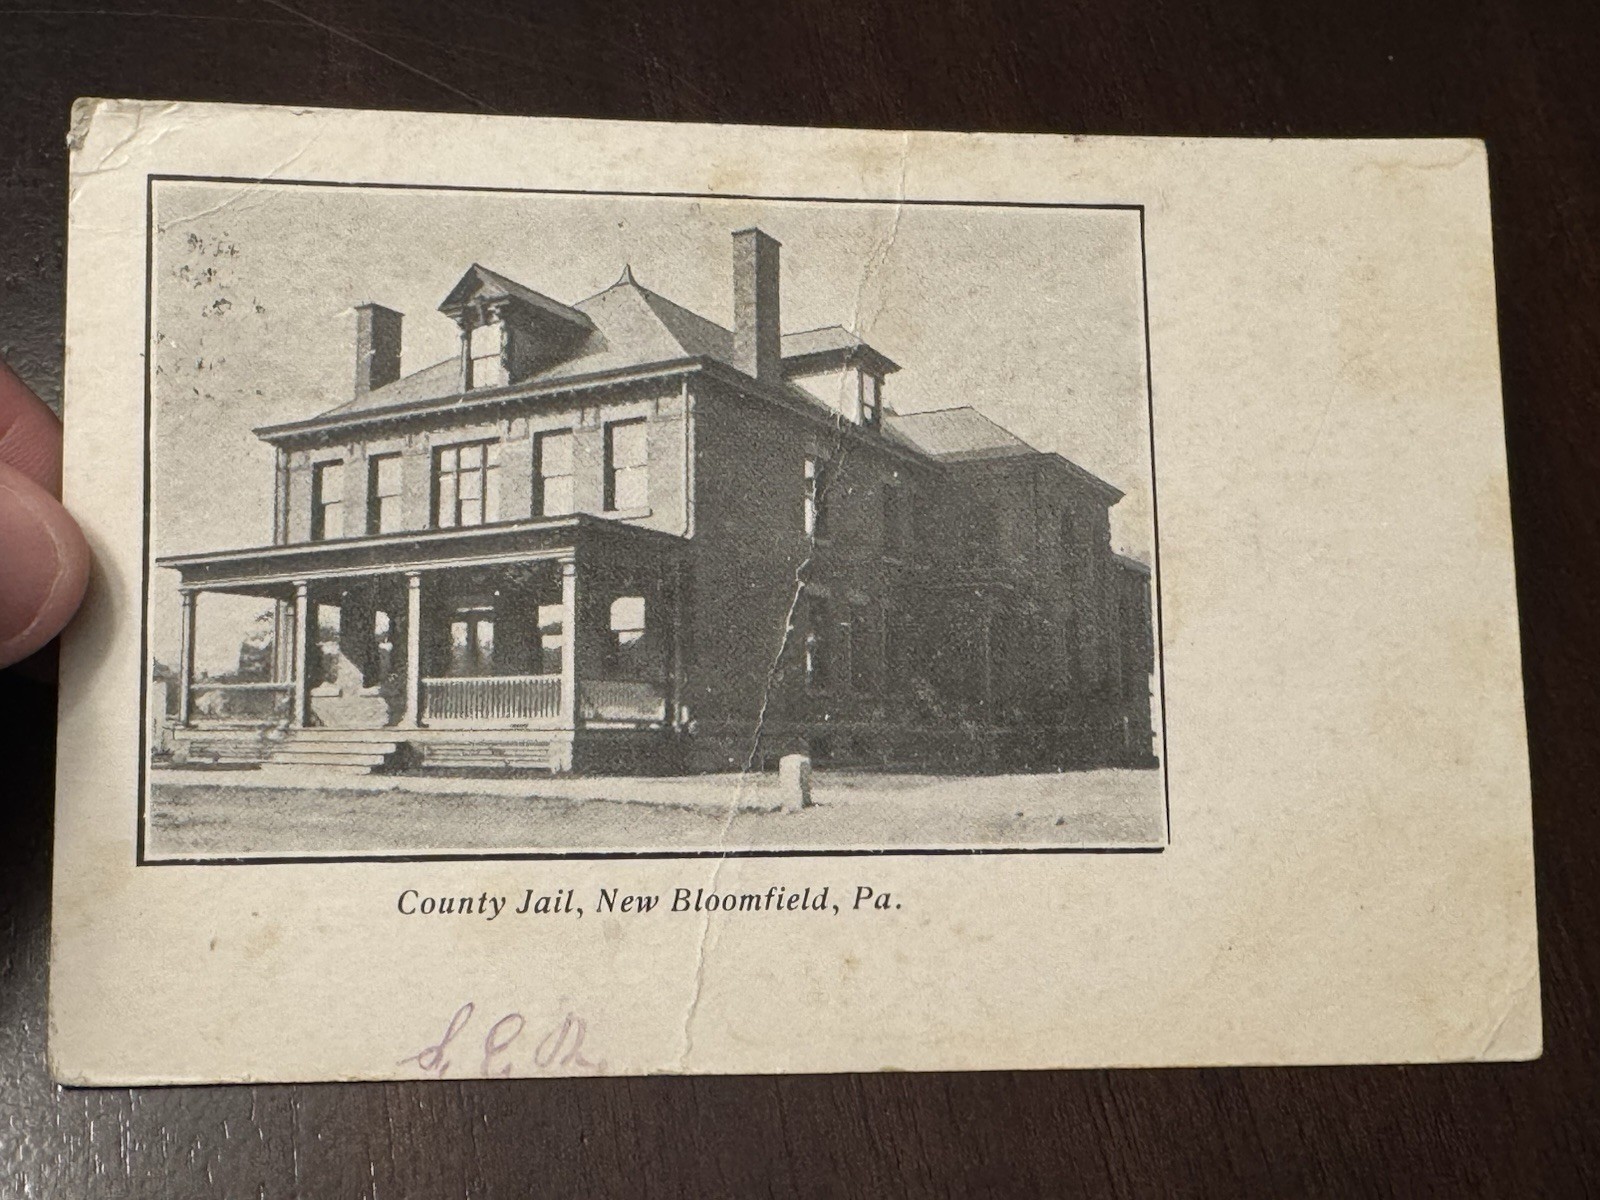 County Jail, New Bloomfield, Pa.
S. E. B.